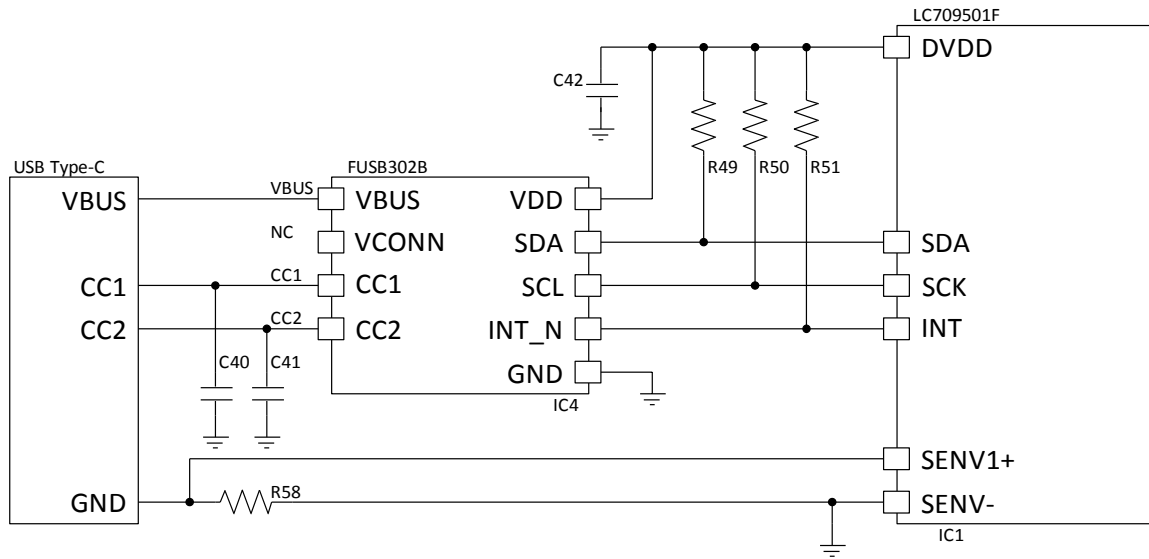 LC709501F
DVDD
C42
R49
R50
R51
USB Type-C
FUSB302B
VBUS
VBUS
VBUS
VDD
NC
VCONN
SDA
SDA
CC1
CC1
CC1
SCL
SCK
CC2
CC2
CC2
INT_N
INT
C40
C41
GND
IC4
SENV1+
GND
R58
SENV-
IC1